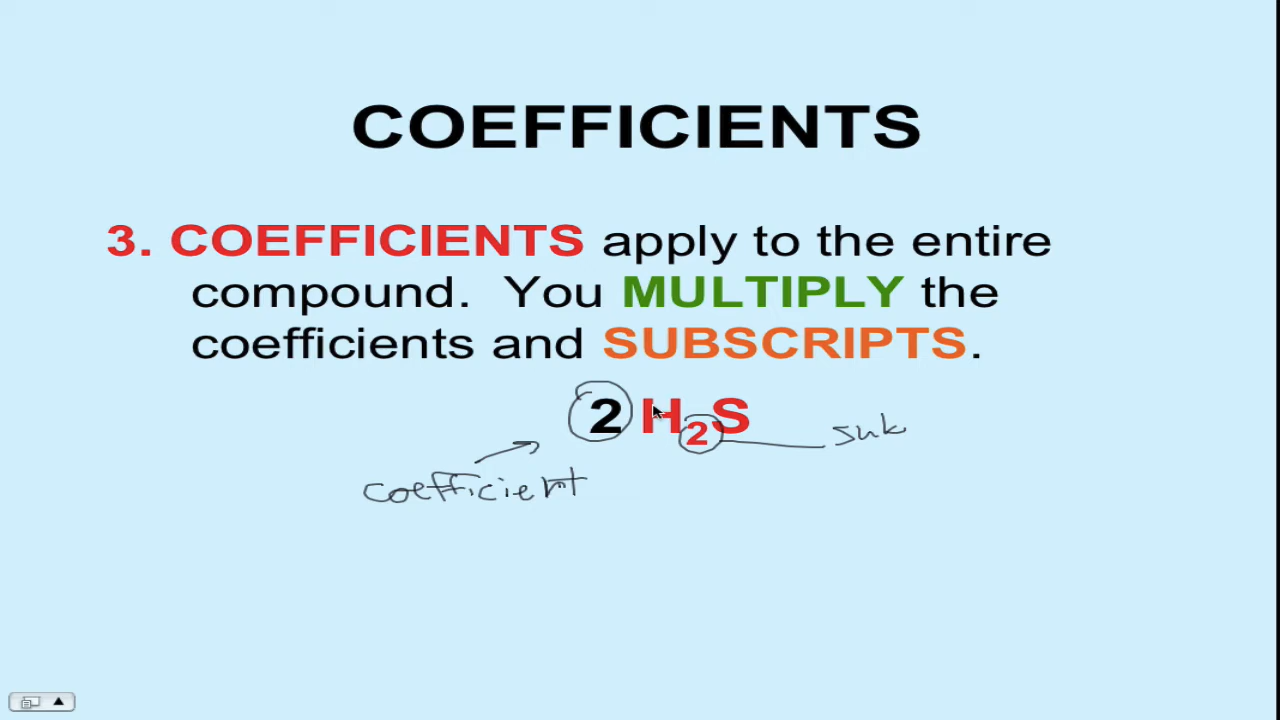 COEFFICIENTS
3. COEFFICIENTS apply to the entire
compound. You MULTIPLY the
coefficients and SUBSCRIPTS.
2 H₂S
sub
coefficient